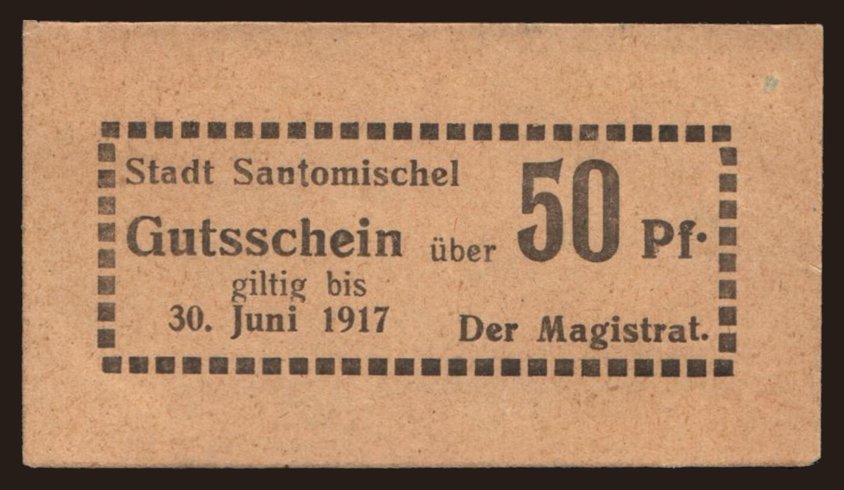 Stadt Santomischel
Gutsschein über 50 Pf.
giltig bis
30. Juni 1917
Der Magistrat.